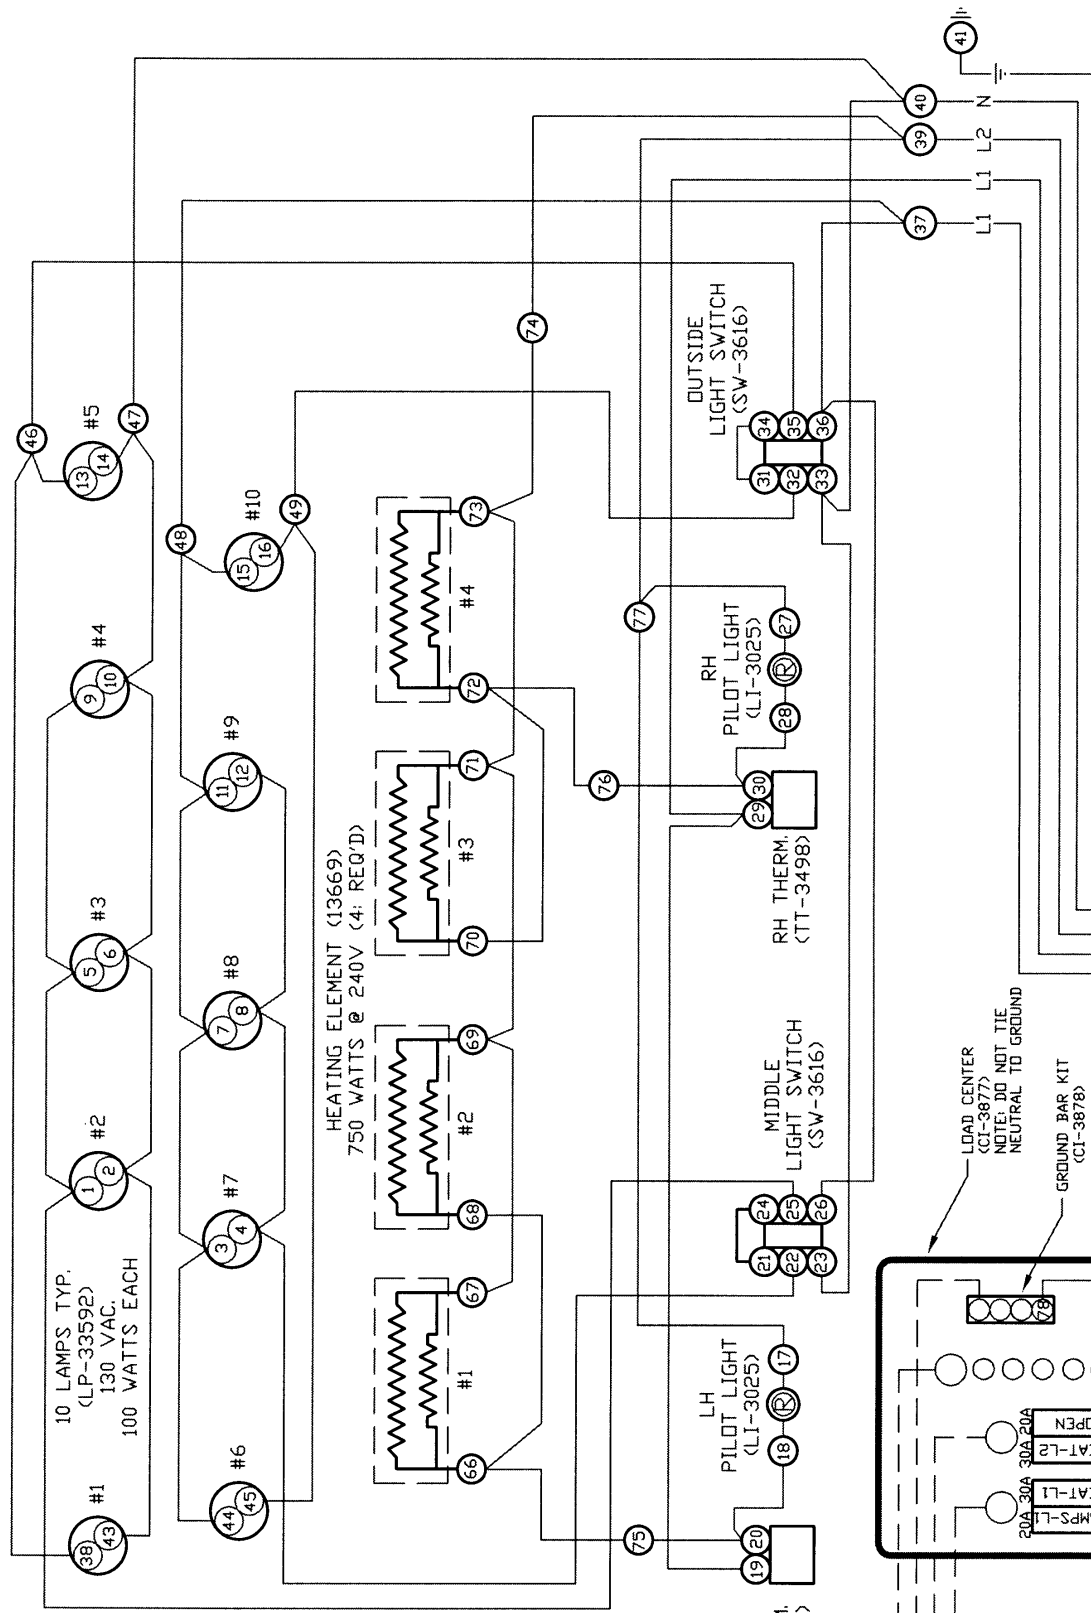 41
40
N
39
L2
L1
37
L1
46
47
13
14
#5
48
49
15
16
#10
9
10
#4
11
12
#9
5
6
#3
7
8
#8
1
2
#2
3
4
#7
10 LAMPS TYP.
(LP-33592)
130 VAC.
100 WATTS EACH
38
43
#1
44
45
#6
HEATING ELEMENT (13669)
750 WATTS @ 240V (4: REQ'D)
66
67
#1
68
69
#2
70
71
#3
72
73
#4
74
75
76
77
OUTSIDE
LIGHT SWITCH
(SW-3616)
31
34
32
35
33
36
RH
PILOT LIGHT
(LI-3025)
28
R
27
29
30
RH THERM.
(TT-3498)
MIDDLE
LIGHT SWITCH
(SW-3616)
21
24
22
25
23
26
LH
PILOT LIGHT
(LI-3025)
18
R
17
19
20
LOAD CENTER
(CI-3877)
NOTE: DO NOT TIE
NEUTRAL TO GROUND
GROUND BAR KIT
(CI-3878)
78
20A
30A
30A
20A
OPEN
EAT-L2
EAT-L1
MPS-L1